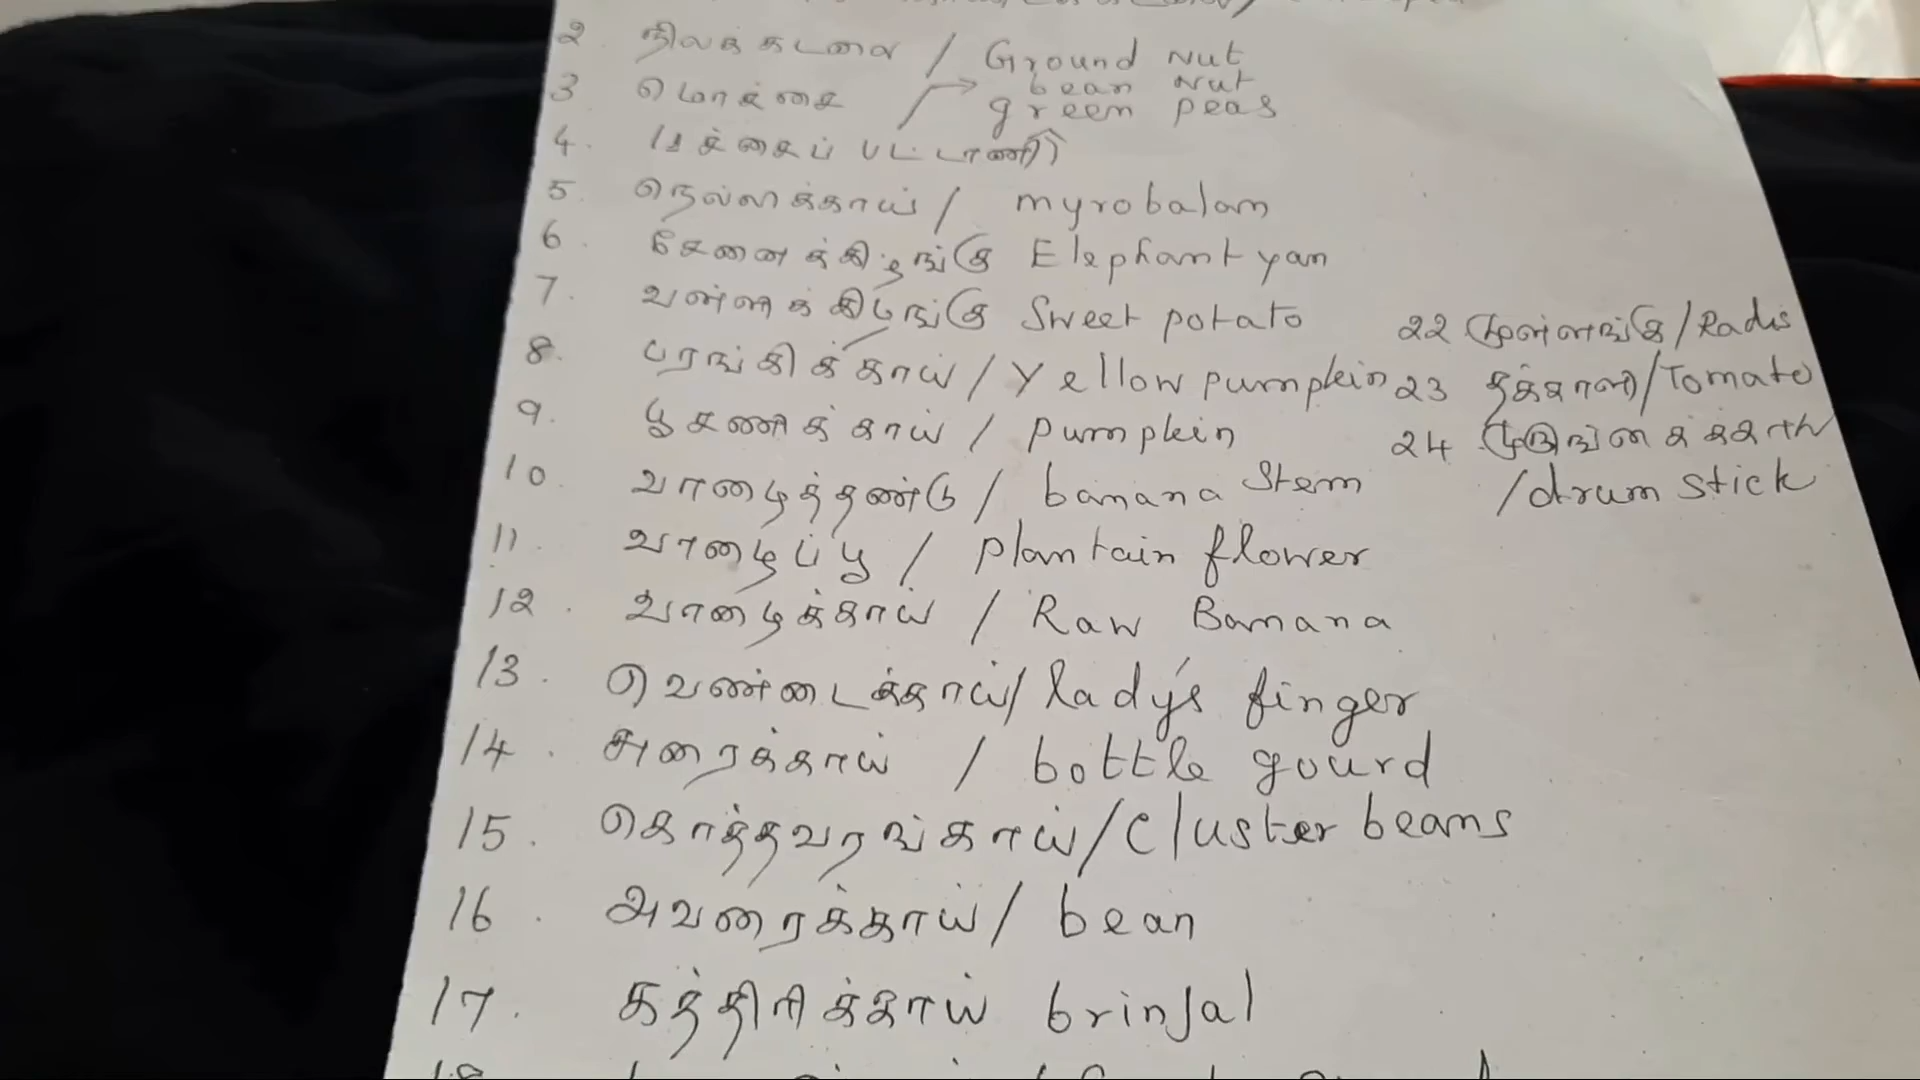 2. நிலக்கடலை / Ground Nut
3 மொச்சை / bean Nut
green peas
4. பச்சைப் பட்டாணி
5. நெல்லிக்காய் / myrobalam
6. சேனைக்கிழங்கு Elephant yam
7. வள்ளிக்கிழங்கு Sweet potato
8. பரங்கிக்காய் / Yellow pumpkin
9. பூசணிக்காய் / pumpkin
10. வாழைத்தண்டு / banana Stem
11. வாழைப்பூ / plantain flower
12. வாழைக்காய் / Raw Banana
13. வெண்டைக்காய் / lady's finger
14. சுரைக்காய் / bottle gourd
15. கொத்தவரங்காய் / Cluster beans
16. அவரைக்காய் / bean
17. கத்திரிக்காய் brinjal
22 முள்ளங்கி / Radis
23 தக்காளி / Tomato
24 முருங்கைக்காய்
/ drum stick